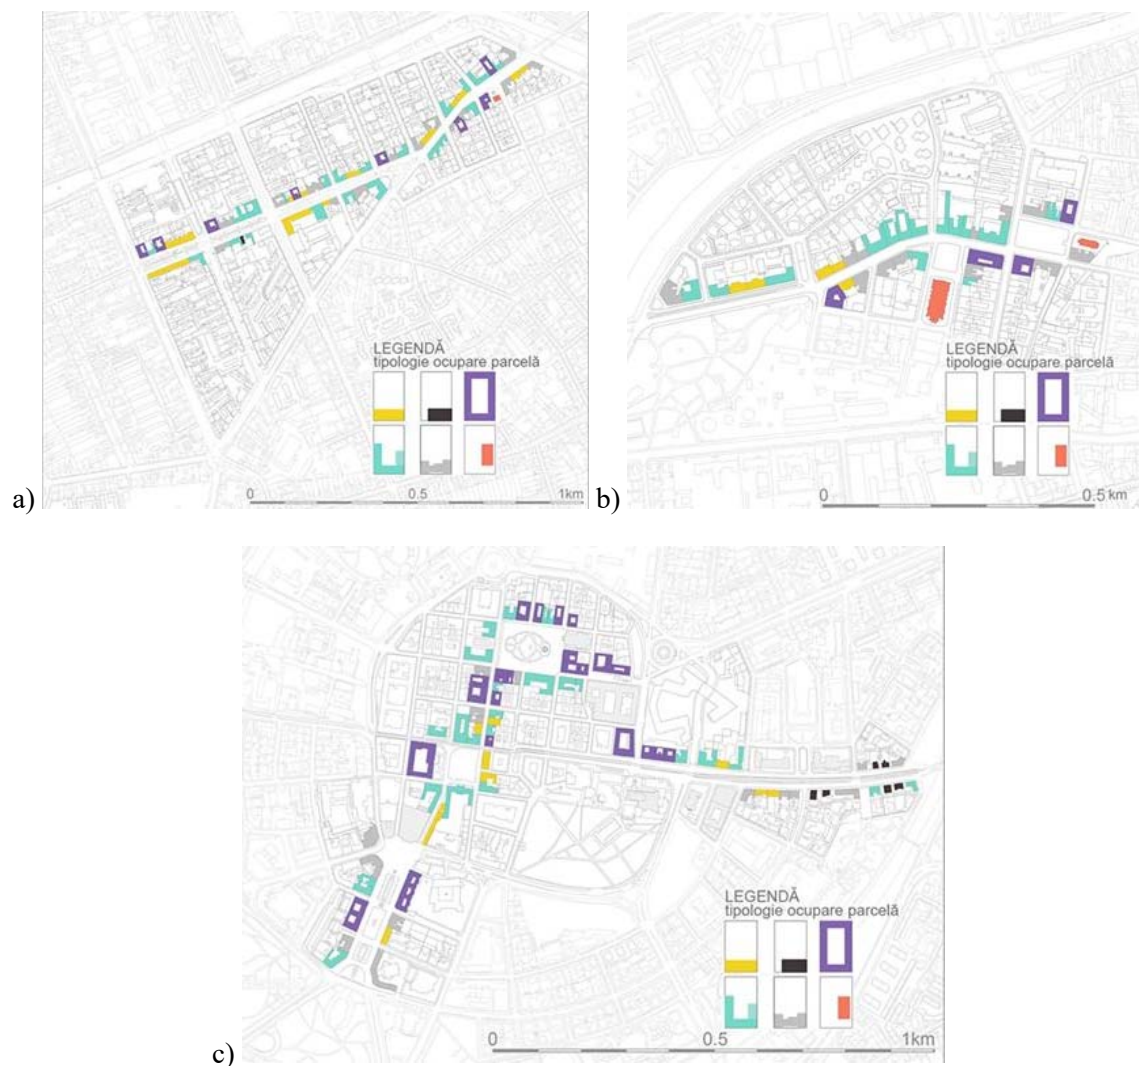 LEGENDĂ
tipologie ocupare parcelă
0 0.5 1km
a)
LEGENDĂ
tipologie ocupare parcelă
0 0.5 km
b)
LEGENDĂ
tipologie ocupare parcelă
0 0.5 1km
c)